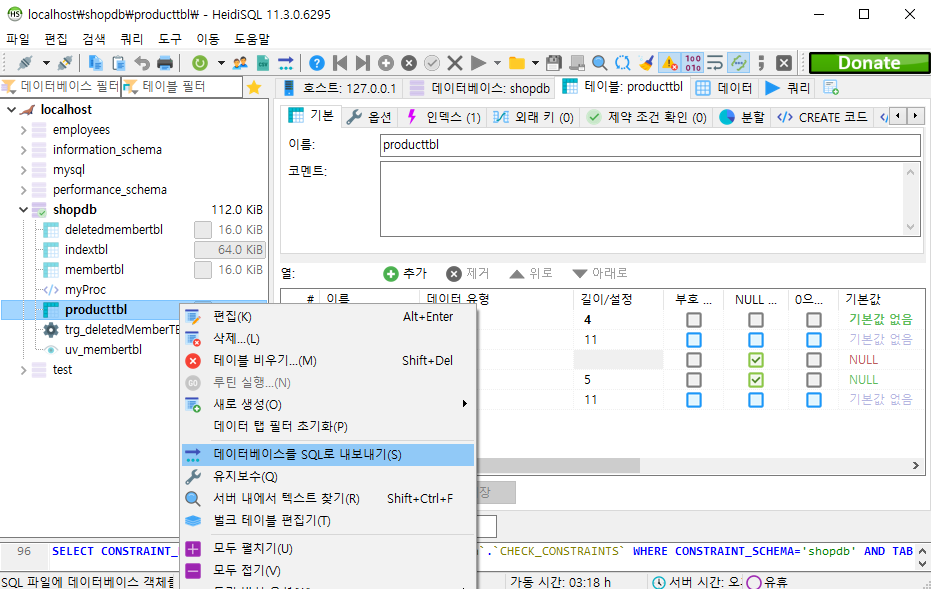 localhost₩shopdb₩producttbl₩ - HeidiSQL 11.3.0.6295
파일 편집 검색 쿼리 도구 이동 도움말
Donate
데이터베이스 필터 테이블 필터
호스트: 127.0.0.1 데이터베이스: shopdb 테이블: producttbl 데이터 쿼리
localhost
employees
information_schema
mysql
performance_schema
shopdb 112.0 KiB
deletedmembertbl 16.0 KiB
indextbl 64.0 KiB
membertbl 16.0 KiB
myProc
producttbl
trg_deletedMemberTE
uv_membertbl
test
기본 옵션 인덱스 (1) 외래 키 (0) 제약 조건 확인 (0) 분할 CREATE 코드
이름: producttbl
코멘트:
열: 추가 제거 위로 아래로
# 이름 데이터 유형 길이/설정 부호 ... NULL ... 0으... 기본값
4 기본값 없음
11 기본값 없음
NULL
5 NULL
11 기본값 없음
편집(K) Alt+Enter
삭제...(L)
테이블 비우기...(M) Shift+Del
루틴 실행...(N)
새로 생성(O)
데이터 탭 필터 초기화(P)
데이터베이스를 SQL로 내보내기(S)
유지보수(Q)
서버 내에서 텍스트 찾기(R) Shift+Ctrl+F
벌크 테이블 편집기(T)
모두 펼치기(U)
모두 접기(V)
장
96 SELECT CONSTRAINT_ `.`CHECK_CONSTRAINTS` WHERE CONSTRAINT_SCHEMA='shopdb' AND TAB
SQL 파일에 데이터베이스 객체를 가동 시간: 03:18 h 서버 시간: 오 유휴